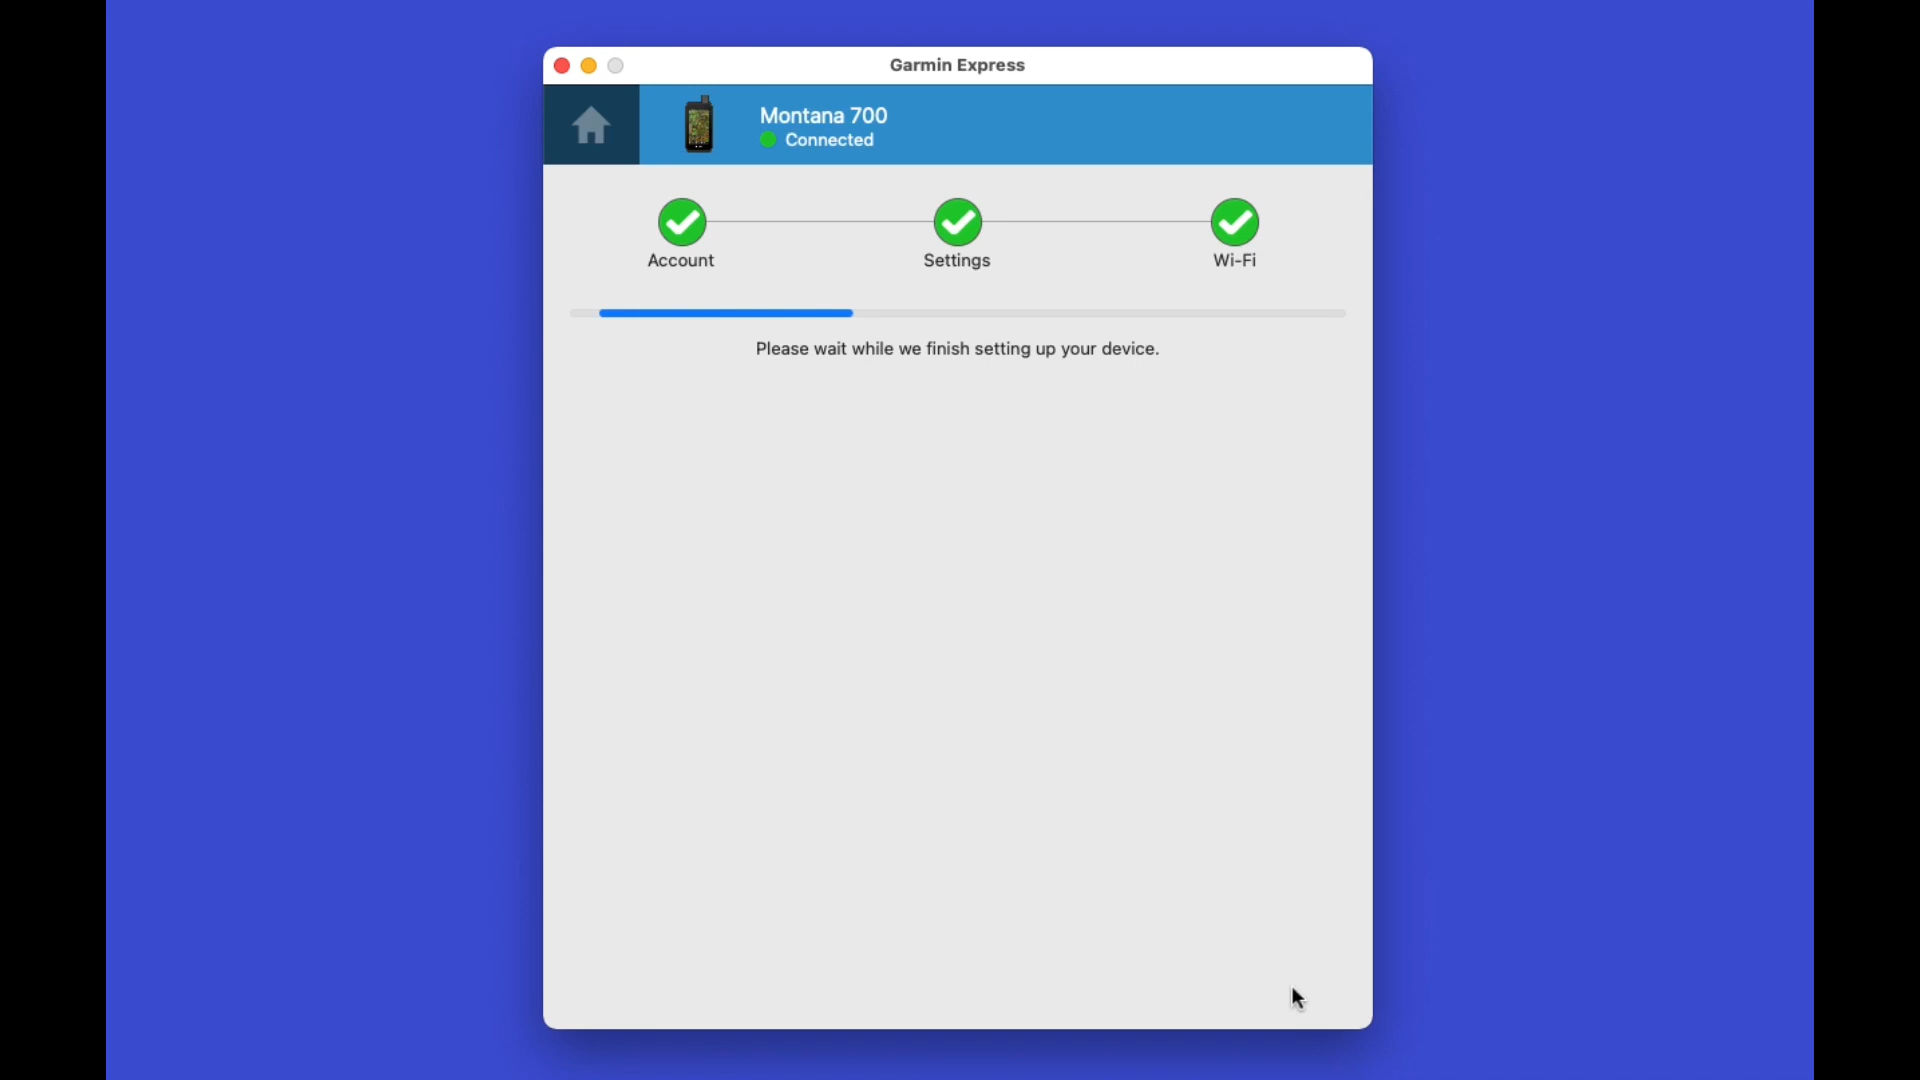 Garmin Express
Montana 700
Connected
Account
Settings
Wi-Fi
Please wait while we finish setting up your device.